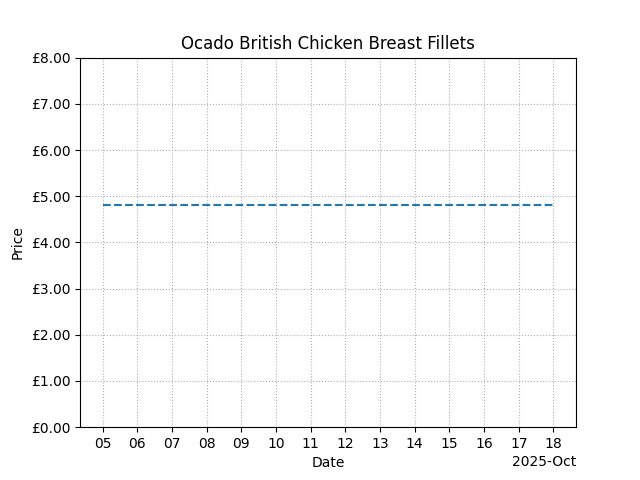 Ocado British Chicken Breast Fillets
£8.00
£7.00
£6.00
£5.00
£4.00
£3.00
£2.00
£1.00
£0.00
Price
05 06 07 08 09 10 11 12 13 14 15 16 17 18
Date
2025-Oct